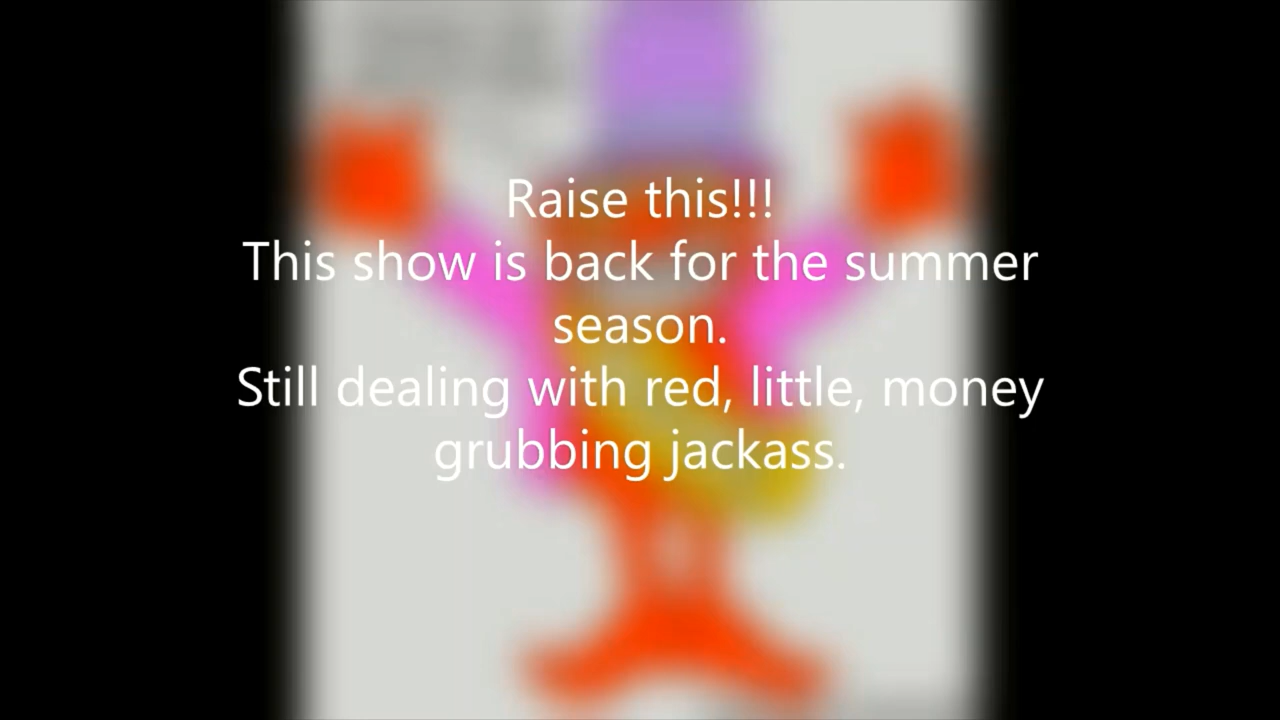 Raise this!!!
This show is back for the summer
season.
Still dealing with red, little, money
grubbing jackass.